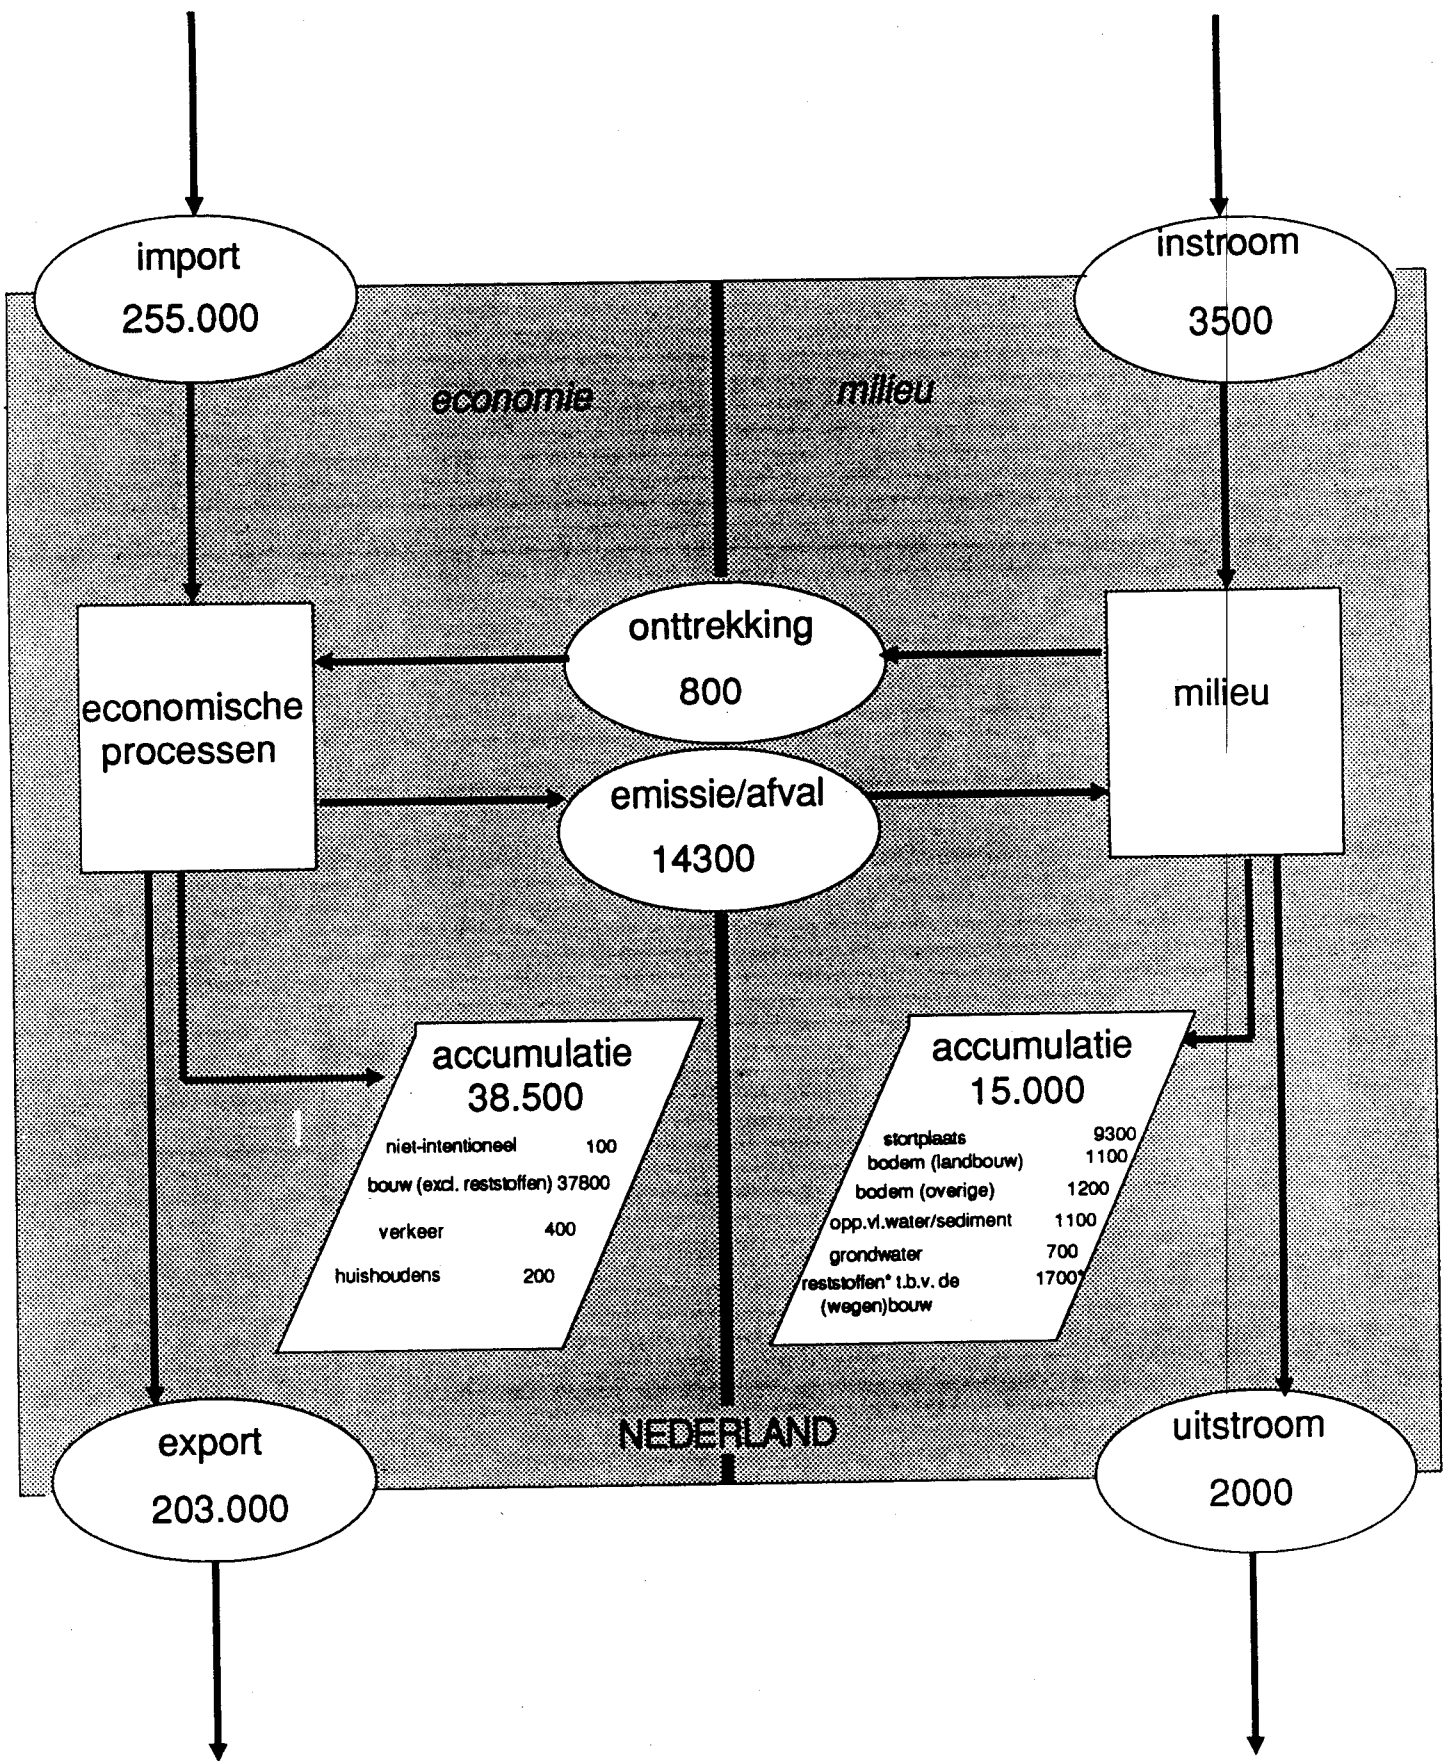 import
255.000
instroom
3500
economie
milieu
onttrekking
800
economische
processen
milieu
emissie/afval
14300
accumulatie
38.500
niet-intentioneel 100
bouw (excl. reststoffen) 37800
verkeer 400
huishoudens 200
accumulatie
15.000
stortplaats 9300
bodem (landbouw) 1100
bodem (overige) 1200
opp.vl.water/sediment 1100
grondwater 700
reststoffen* t.b.v. de 1700*
(wegen)bouw
NEDERLAND
export
203.000
uitstroom
2000